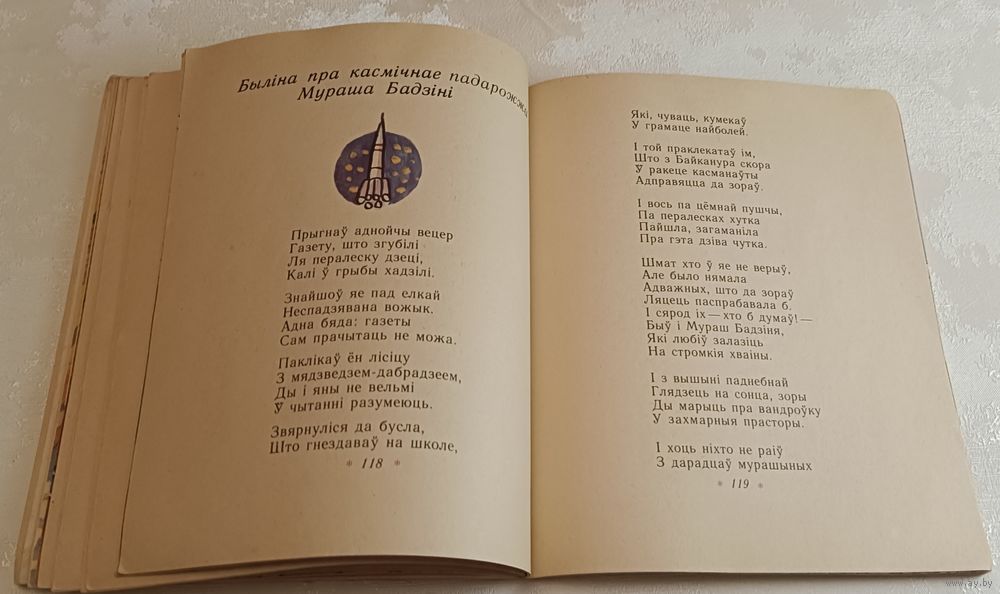 Быліна пра касмічнае падарожжа
Мураша Бадзіні
Прыгнаў аднойчы вецер
Газету, што згубілі
Ля пералеску дзеці,
Калі ў грыбы хадзілі.
Знайшоў яе пад елкай
Неспадзявана вожык.
Адна бяда: газеты
Сам прачытаць не можа.
Паклікаў ён лісіцу
З мядзведзем-дабрадзеем,
Ды і яны не вельмі
Ў чытанні разумеюць.
Звярнуліся да бусла,
Што гнездаваў на школе,
* 118 *
Які, чуваць, кумекаў
У грамаце найболей.
І той праклекатаў ім,
Што з Байканура скора
Ў ракеце касманаўты
Адправяцца да зораў.
І вось па цёмнай пушчы,
Па пералесках хутка
Пайшла, загаманіла
Пра гэта дзіва чутка.
Шмат хто ў яе не верыў,
Але было нямала
Адважных, што да зораў
Ляцець паспрабавала б.
І сярод іх — хто б думаў! —
Быў і Мураш Бадзіня,
Які любіў залазіць
На стромкія хваіны.
І з вышыні паднебнай
Глядзець на сонца, зоры
Ды марыць пра вандроўку
У захмарныя прасторы.
І хоць ніхто не раіў
З дарадцаў мурашыных
* 119 *
www.ay.by